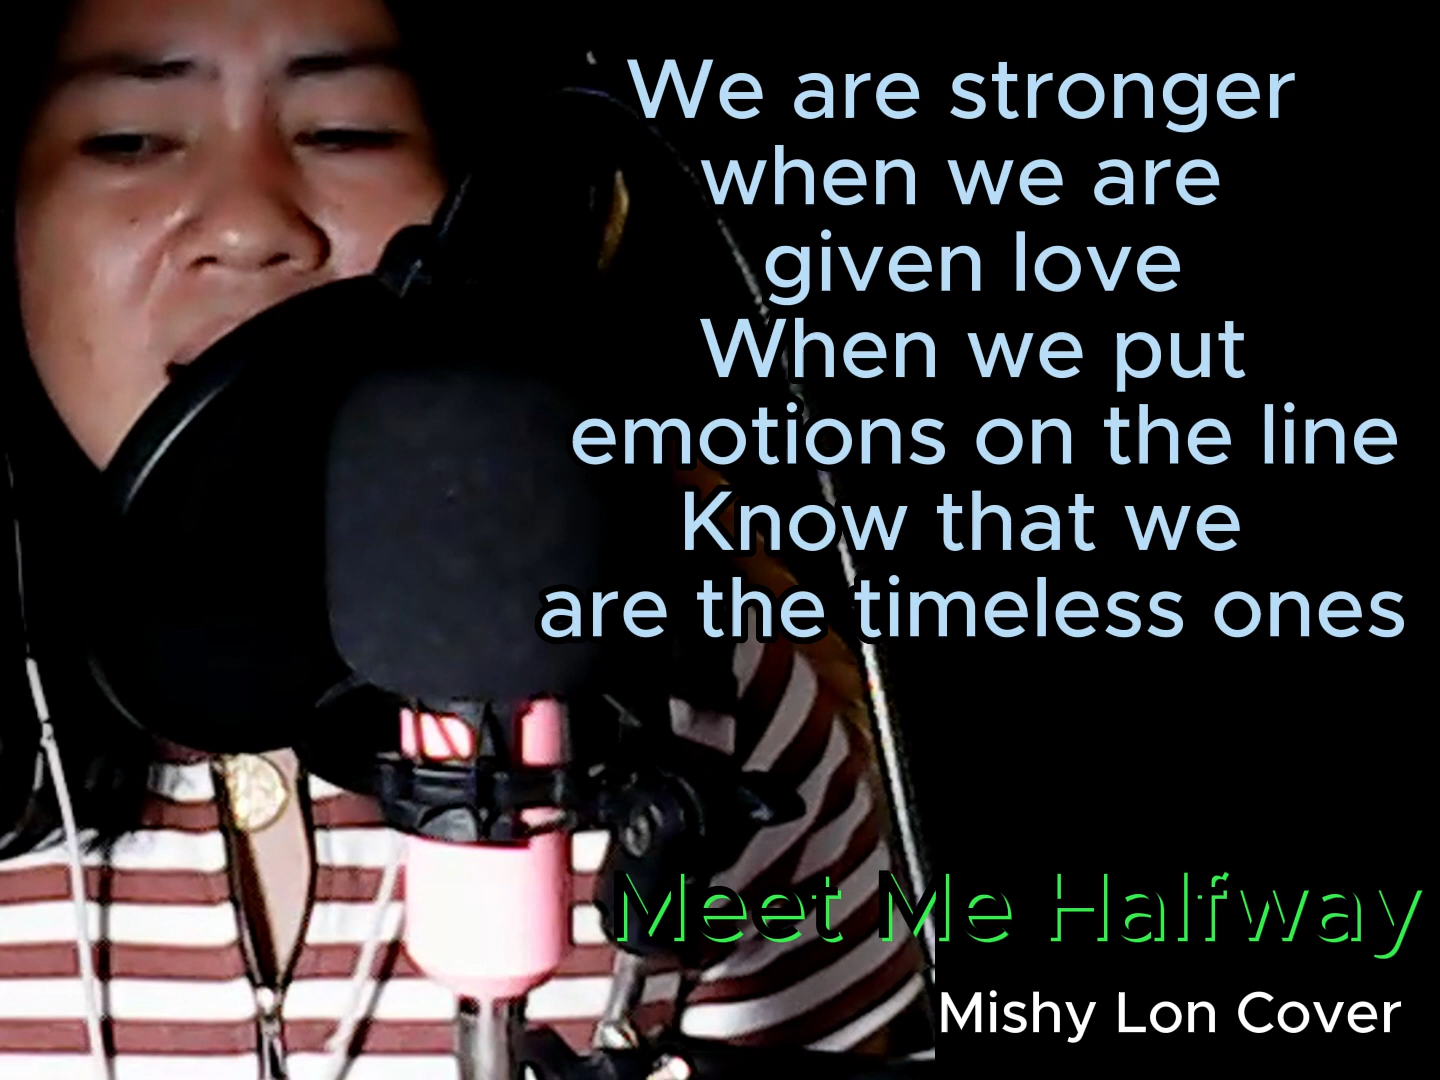 We are stronger
when we are
given love
When we put
emotions on the line
Know that we
are the timeless ones
Meet Me Halfway
Mishy Lon Cover